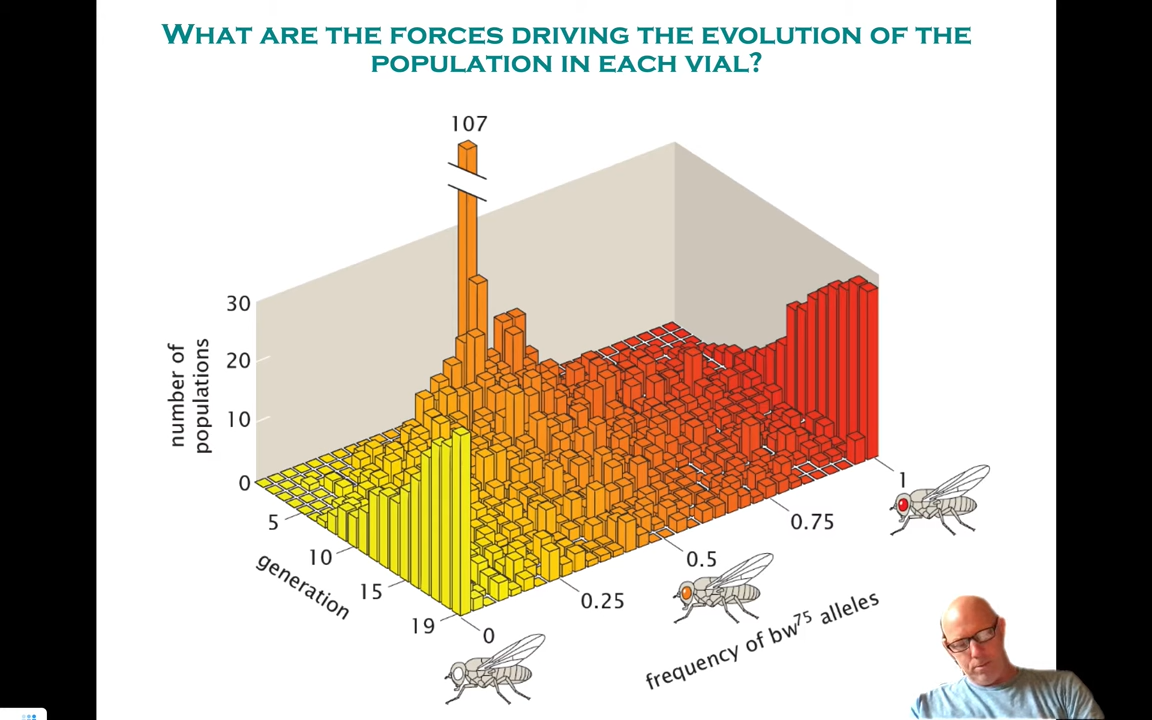 WHAT ARE THE FORCES DRIVING THE EVOLUTION OF THE
POPULATION IN EACH VIAL?
107
30
20
10
0
number of
populations
5
10
15
19
generation
0
0.25
0.5
0.75
1
frequency of bw75 alleles